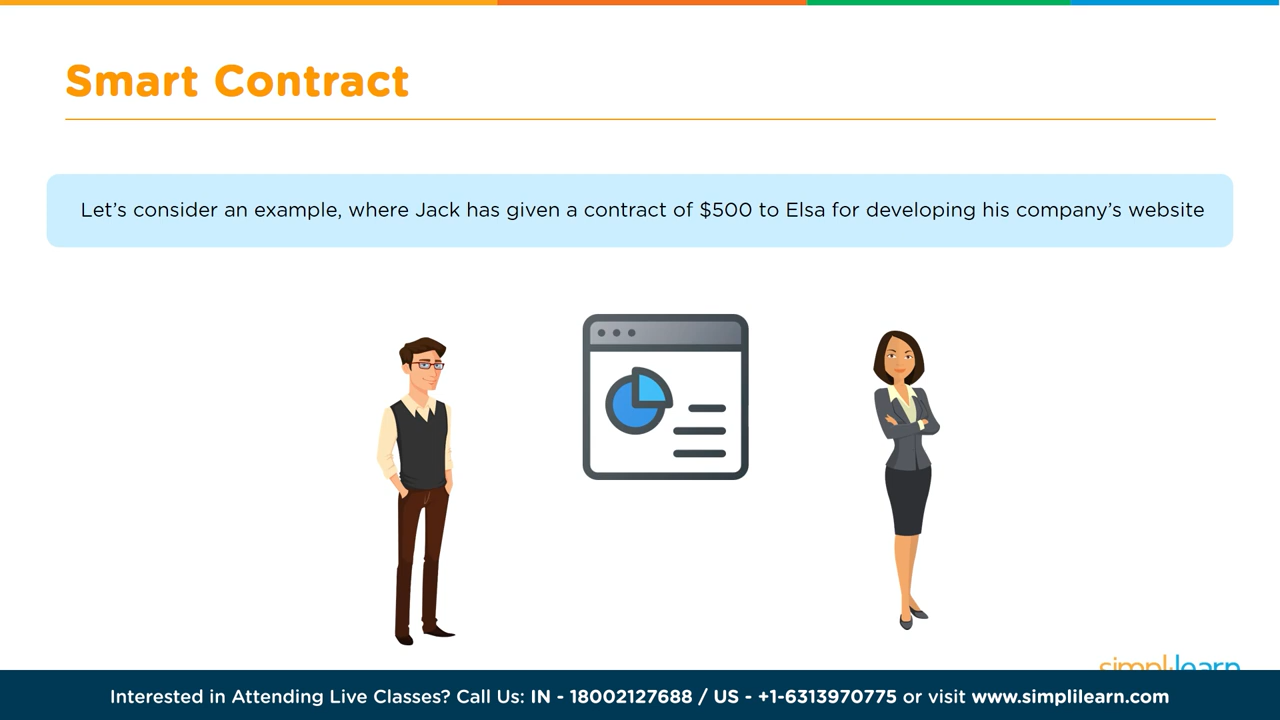 Smart Contract
Let's consider an example, where Jack has given a contract of $500 to Elsa for developing his company's website
simplilearn
Interested in Attending Live Classes? Call Us: IN - 18002127688 / US - +1-6313970775 or visit www.simplilearn.com